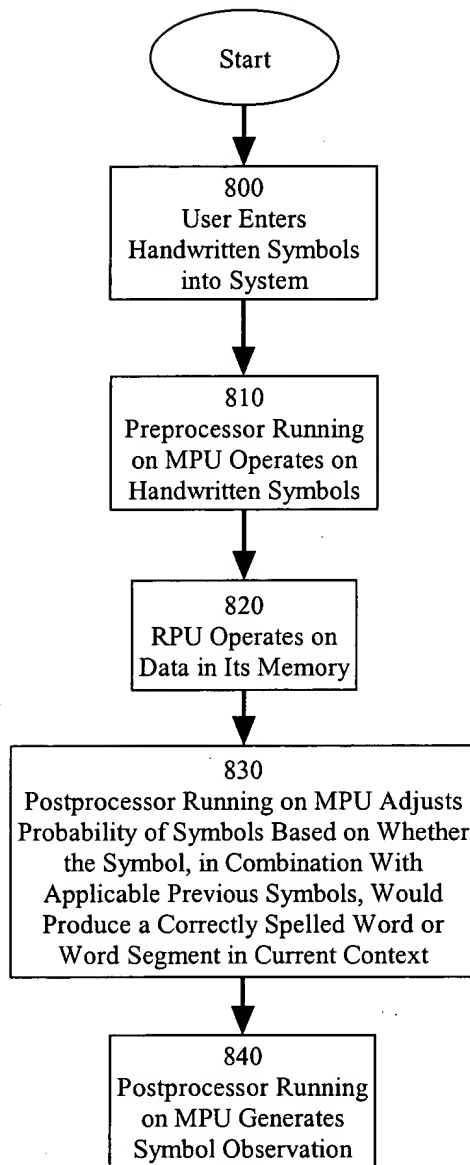 Start
800
User Enters
Handwritten Symbols
into System
810
Preprocessor Running
on MPU Operates on
Handwritten Symbols
820
RPU Operates on
Data in Its Memory
830
Postprocessor Running on MPU Adjusts
Probability of Symbols Based on Whether
the Symbol, in Combination With
Applicable Previous Symbols, Would
Produce a Correctly Spelled Word or
Word Segment in Current Context
840
Postprocessor Running
on MPU Generates
Symbol Observation